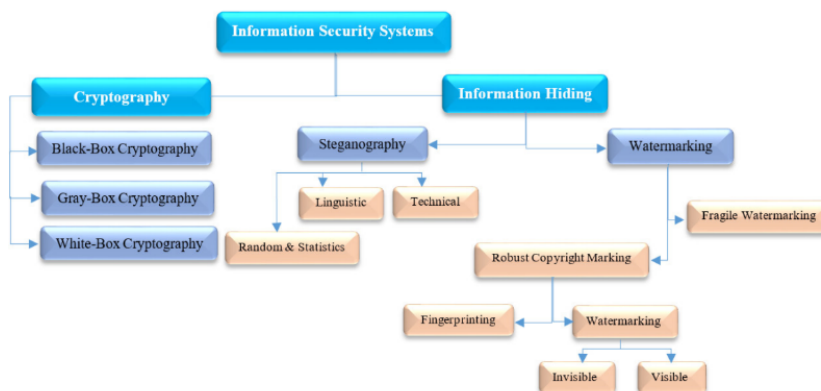 Information Security Systems
Cryptography
Information Hiding
Black-Box Cryptography
Steganography
Watermarking
Gray-Box Cryptography
Linguistic
Technical
Fragile Watermarking
White-Box Cryptography
Random & Statistics
Robust Copyright Marking
Fingerprinting
Watermarking
Invisible
Visible